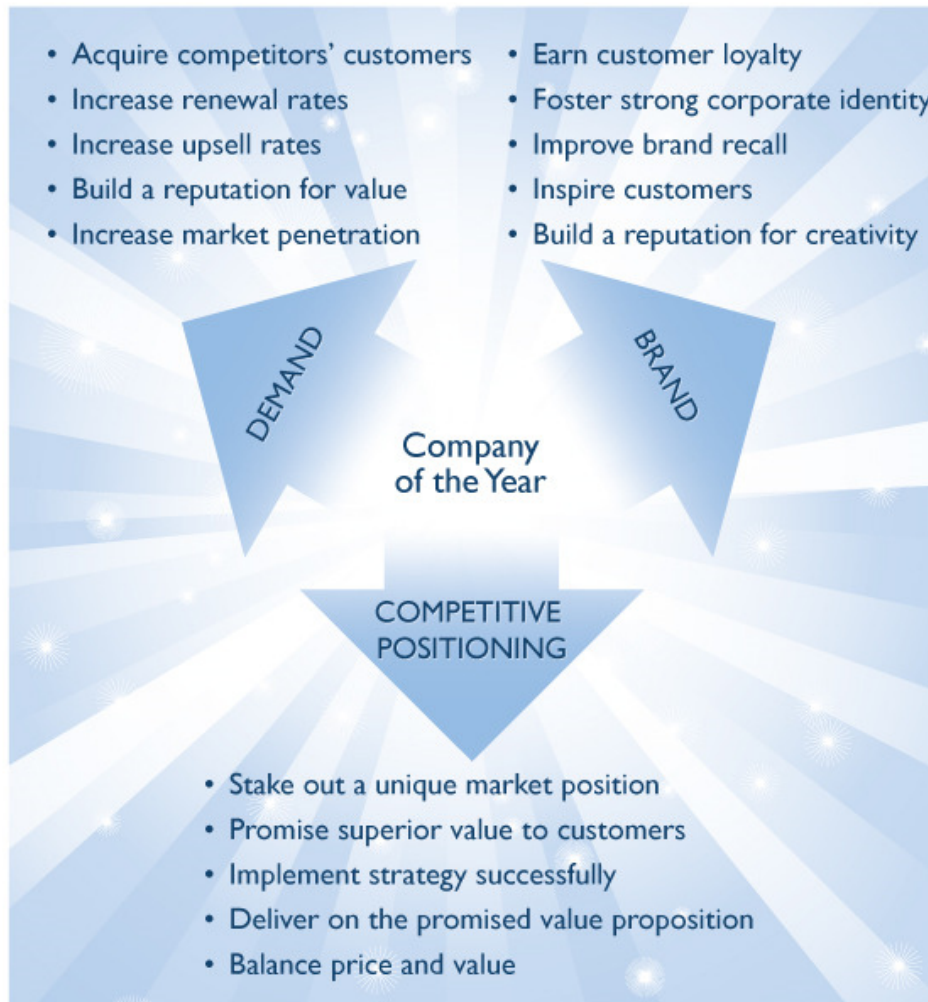 • Acquire competitors' customers
• Increase renewal rates
• Increase upsell rates
• Build a reputation for value
• Increase market penetration
• Earn customer loyalty
• Foster strong corporate identity
• Improve brand recall
• Inspire customers
• Build a reputation for creativity
DEMAND
BRAND
Company
of the Year
COMPETITIVE
POSITIONING
• Stake out a unique market position
• Promise superior value to customers
• Implement strategy successfully
• Deliver on the promised value proposition
• Balance price and value